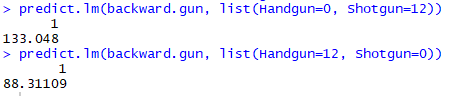 > predict.lm(backward.gun, list(Handgun=0, Shotgun=12))
1
133.048
> predict.lm(backward.gun, list(Handgun=12, Shotgun=0))
1
88.31109